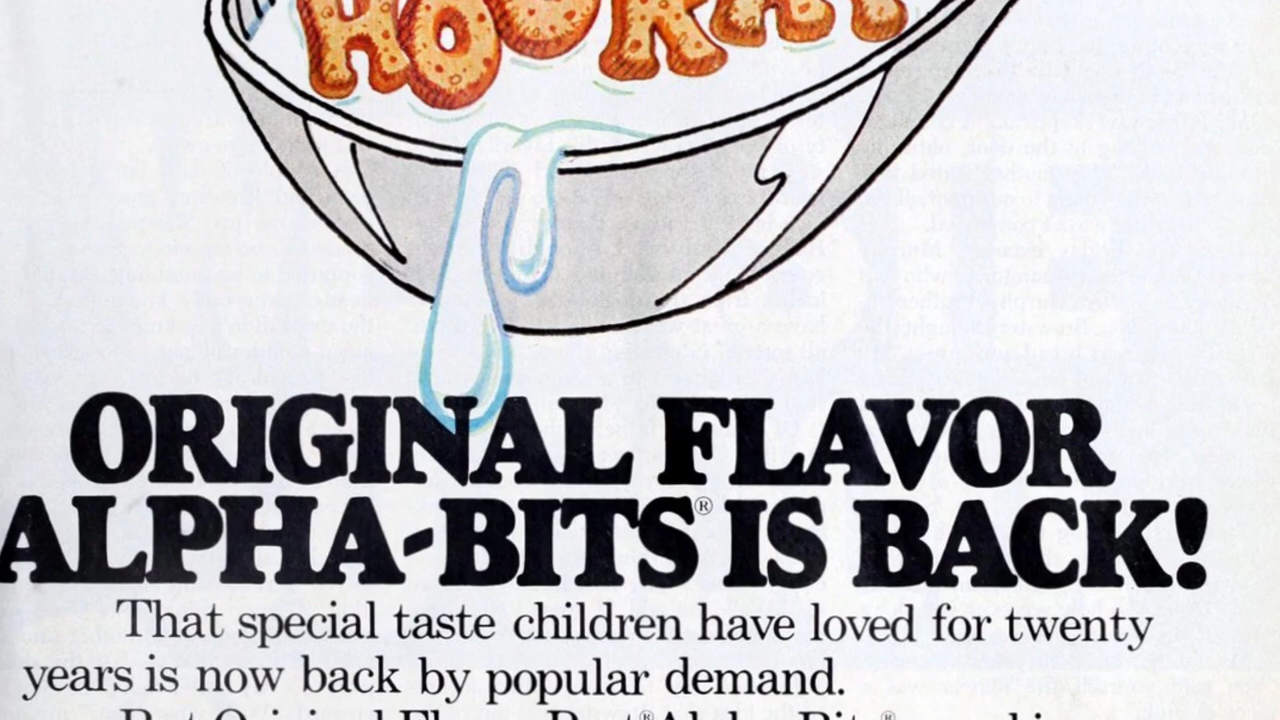 HOORAY
ORIGINAL FLAVOR
ALPHA-BITS® IS BACK!
That special taste children have loved for twenty
years is now back by popular demand.